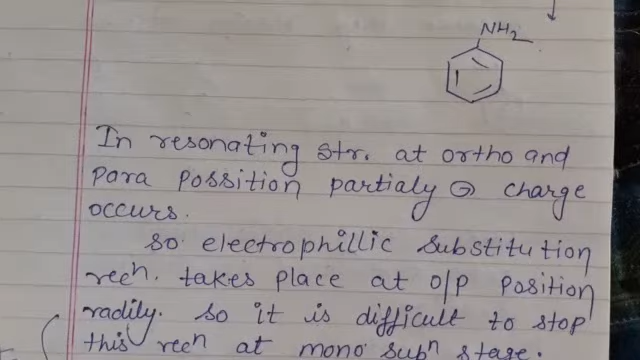 NH2
In resonating str. at ortho and
para possition partialy ⊖ charge
occurs.
so electrophillic substitution
recn. takes place at o/p position
radily. so it is difficult to stop
this recn at mono subn stage.